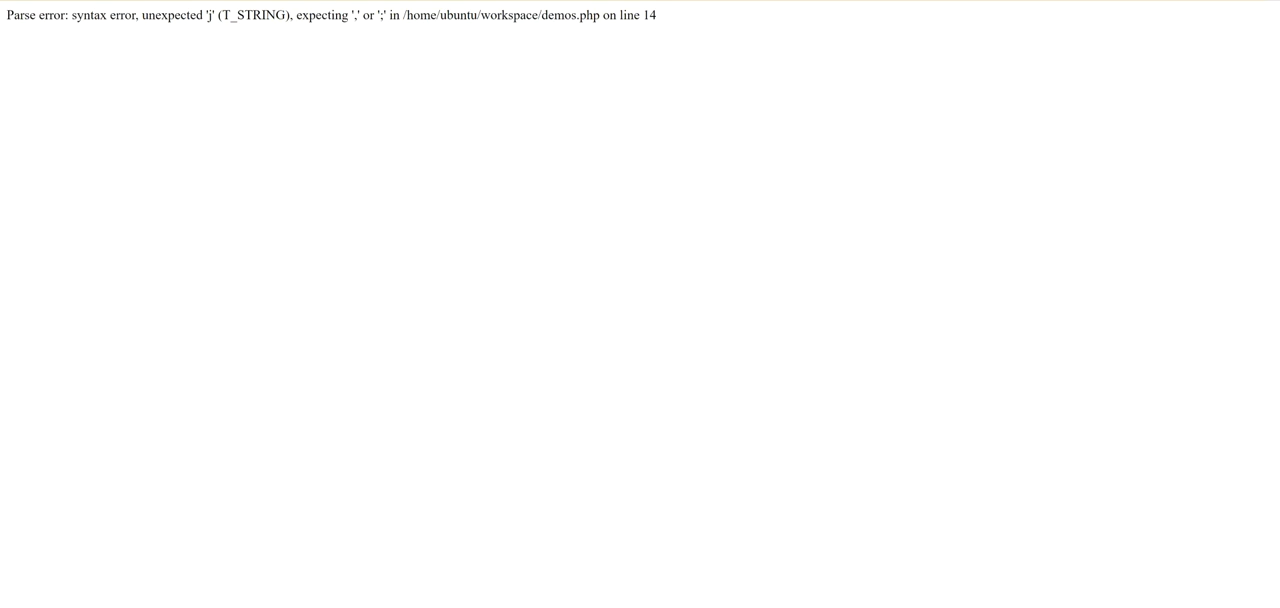 Parse error: syntax error, unexpected 'j' (T_STRING), expecting ',' or ';' in /home/ubuntu/workspace/demos.php on line 14